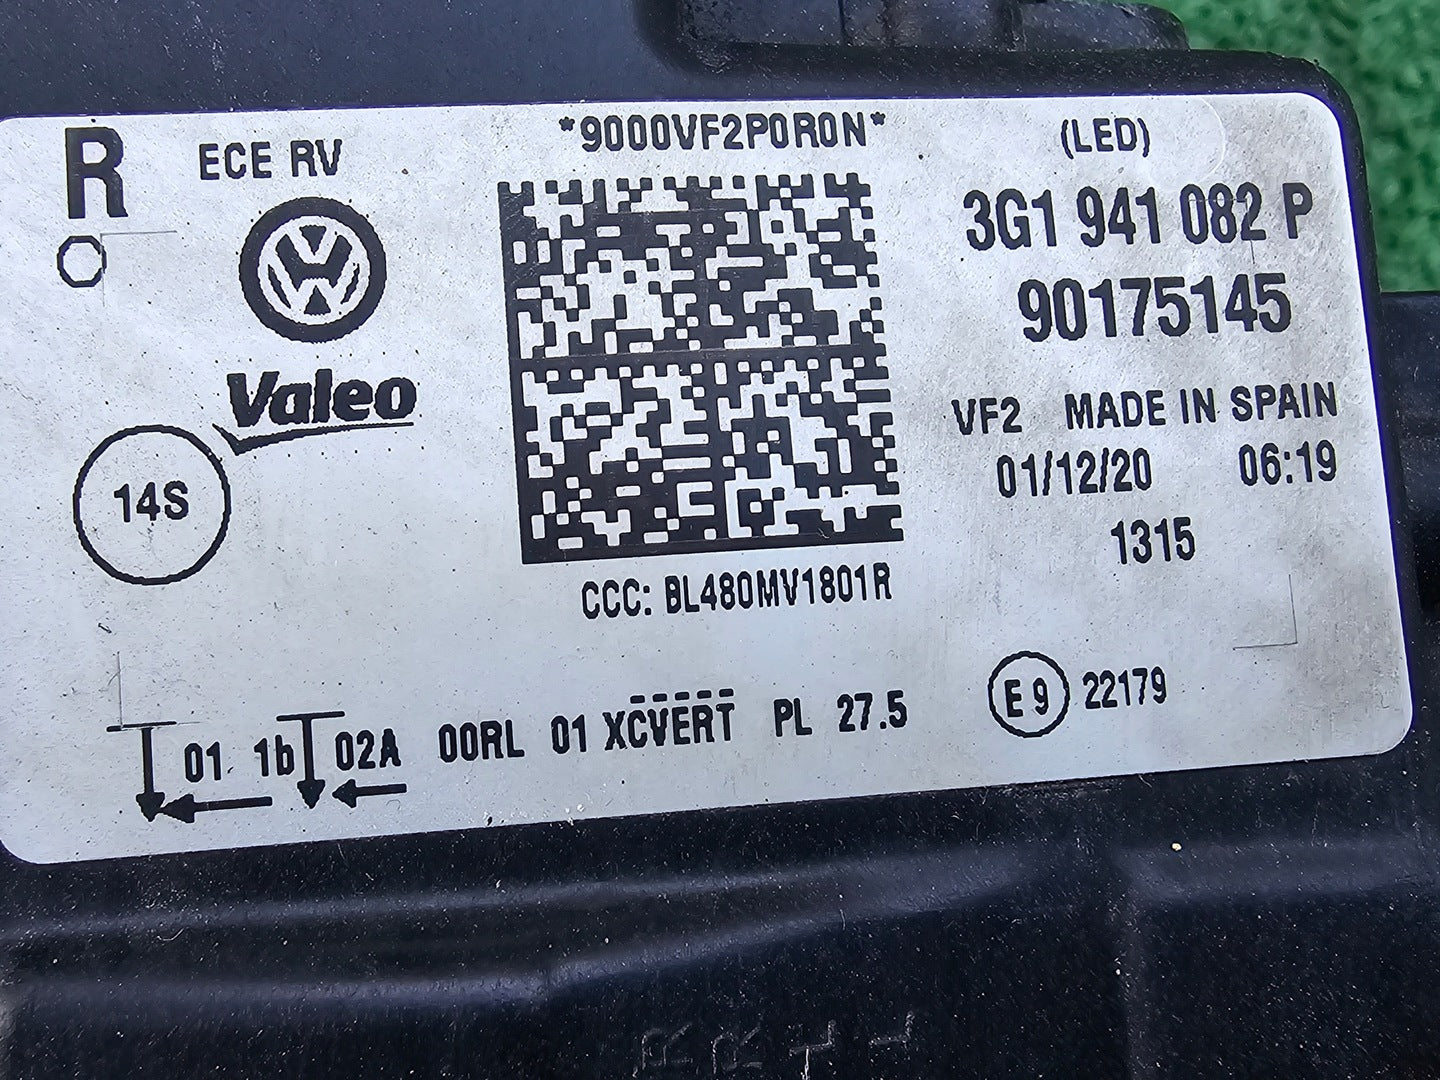 R
ECE RV
*9000VF2P0R0N*
(LED)
3G1 941 082 P
90175145
Valeo
VF2 MADE IN SPAIN
14S
01/12/20 06:19
1315
CCC: BL480MV1801R
E 9 22179
01 1b 02A 00RL 01 XCVERT PL 27.5